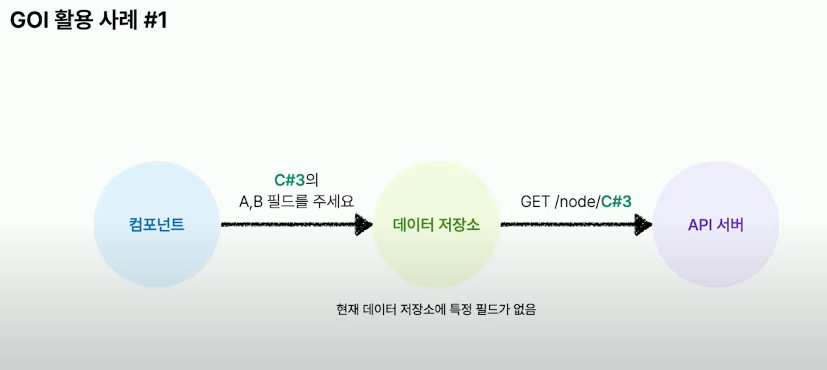 GOI 활용 사례 #1
C#3의
A,B 필드를 주세요
GET /node/C#3
컴포넌트
데이터 저장소
API 서버
현재 데이터 저장소에 특정 필드가 없음